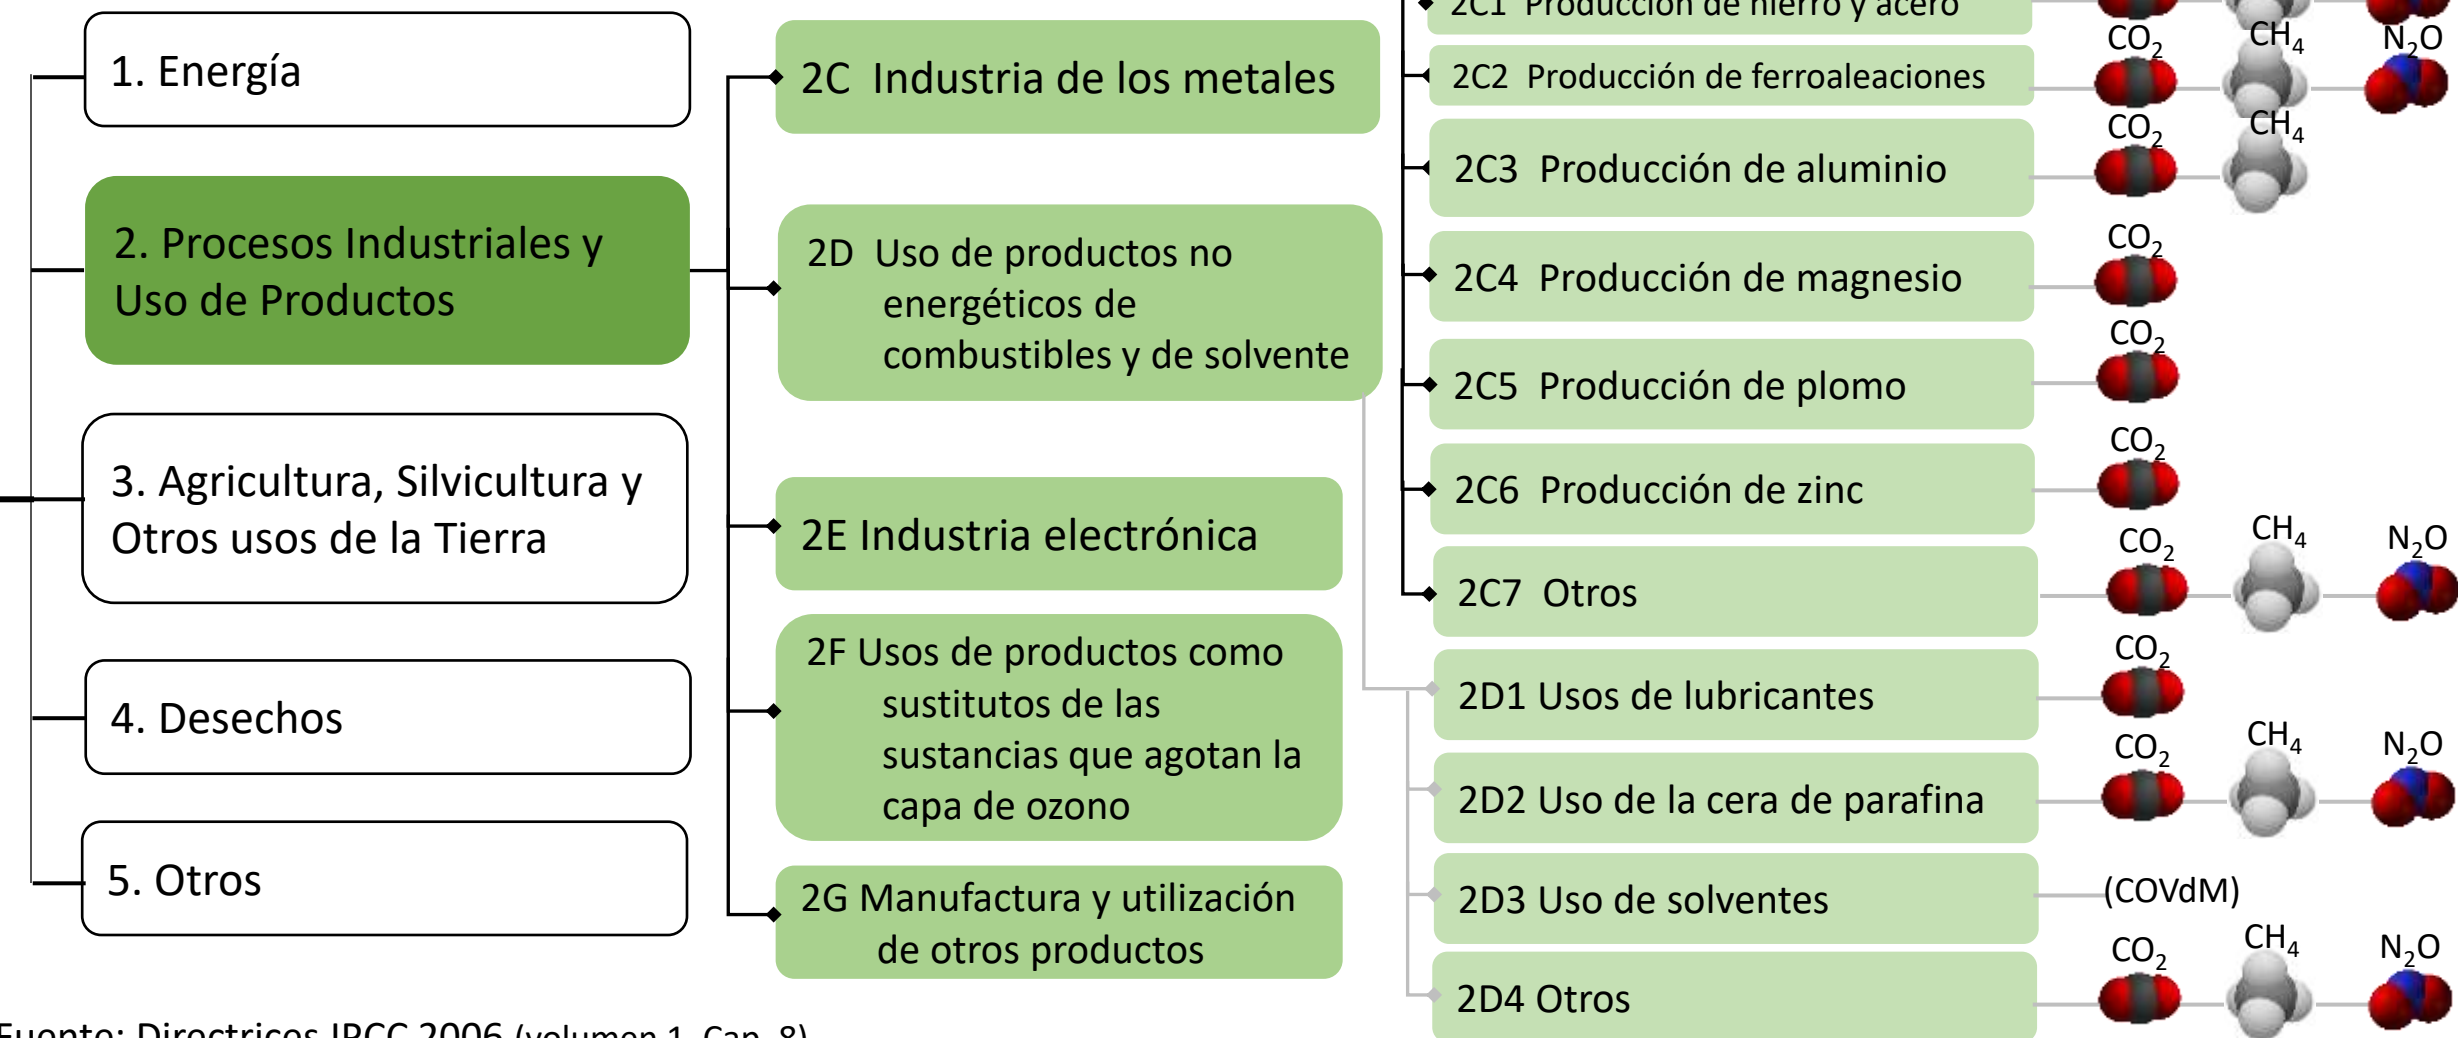 1. Energía
2. Procesos Industriales y
Uso de Productos
3. Agricultura, Silvicultura y
Otros usos de la Tierra
4. Desechos
5. Otros
2C Industria de los metales
2D Uso de productos no
energéticos de
combustibles y de solvente
2E Industria electrónica
2F Usos de productos como
sustitutos de las
sustancias que agotan la
capa de ozono
2G Manufactura y utilización
de otros productos
2C1 Producción de hierro y acero
CO₂ CH₄ N₂O
2C2 Producción de ferroaleaciones
CO₂ CH₄
2C3 Producción de aluminio
CO₂
2C4 Producción de magnesio
CO₂
2C5 Producción de plomo
CO₂
2C6 Producción de zinc
CO₂ CH₄ N₂O
2C7 Otros
CO₂
2D1 Usos de lubricantes
CO₂ CH₄ N₂O
2D2 Uso de la cera de parafina
2D3 Uso de solventes (COVdM)
CO₂ CH₄ N₂O
2D4 Otros
Fuente: Directrices IPCC 2006 (volumen 1, Cap. 8)